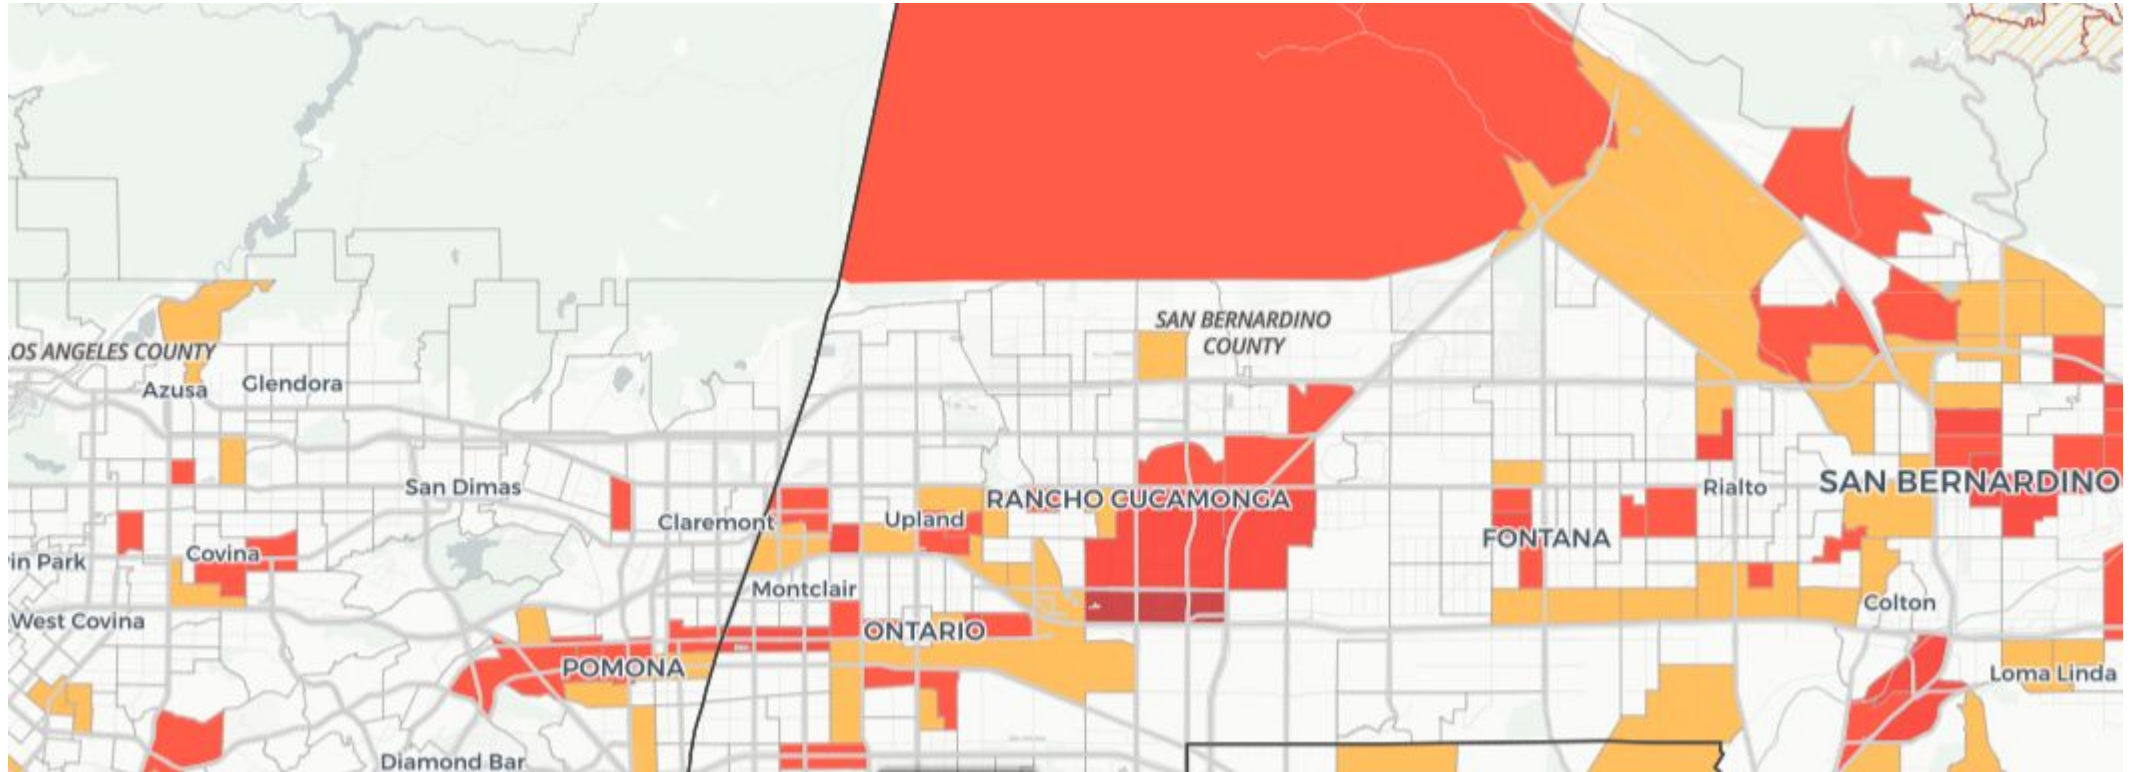 SAN BERNARDINO
COUNTY
OS ANGELES COUNTY
Azusa
Glendora
San Dimas
RANCHO CUCAMONGA
Rialto
SAN BERNARDINO
Claremont
Upland
FONTANA
in Park
Covina
Montclair
Colton
West Covina
ONTARIO
POMONA
Loma Linda
Diamond Bar